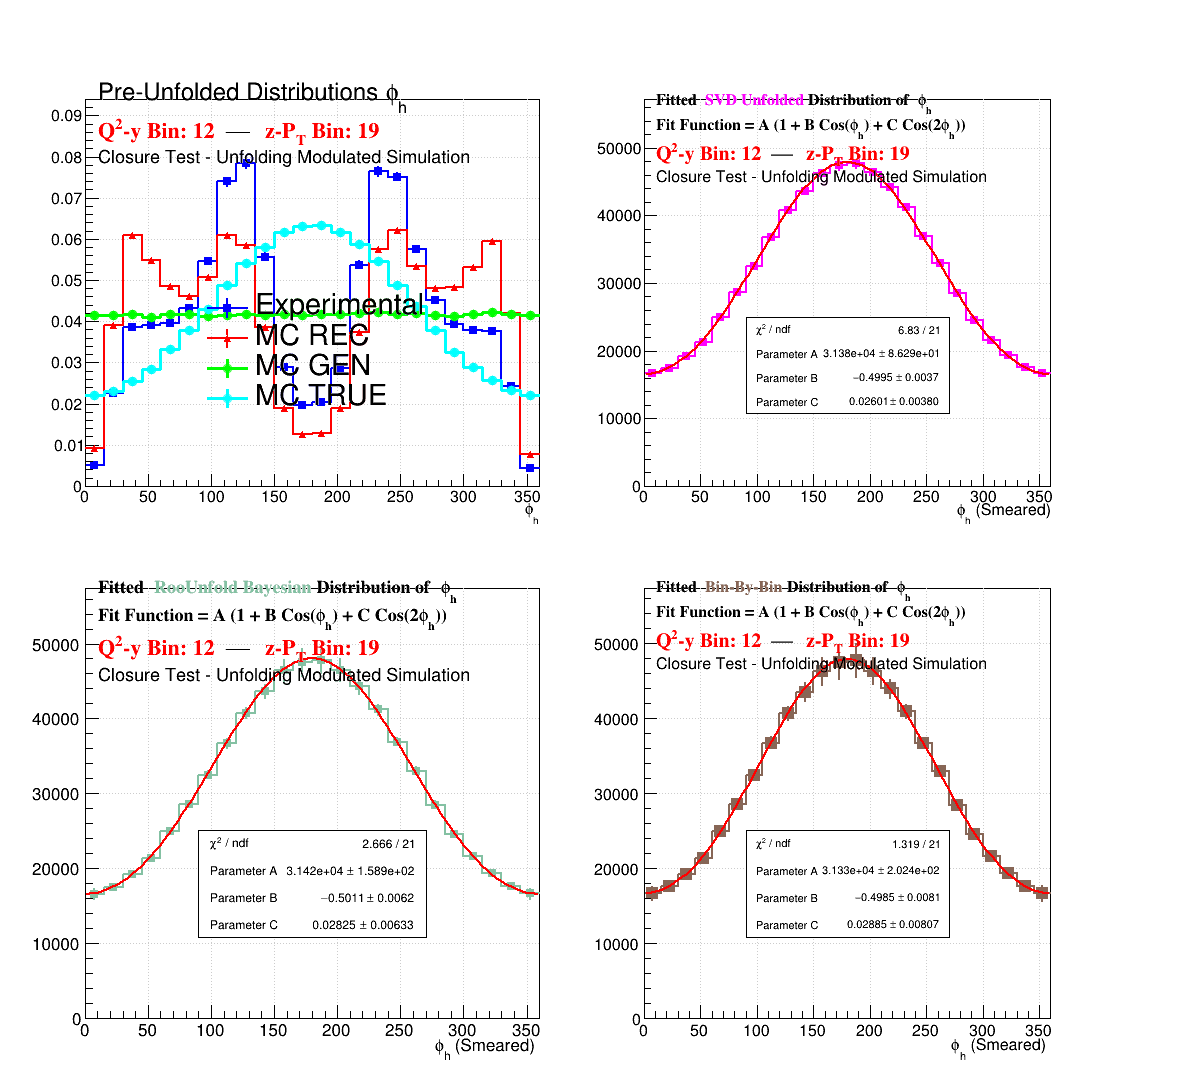 Pre-Unfolded Distributions ϕh
Q²-y Bin: 12 — z-PT Bin: 19
Closure Test - Unfolding Modulated Simulation
0.09
0.08
0.07
0.06
0.05
0.04
0.03
0.02
0.01
0
Experimental
MC REC
MC GEN
MC TRUE
0 50 100 150 200 250 300 350
ϕh
Fitted SVD Unfolded Distribution of ϕh
Fit Function = A (1 + B Cos(ϕh) + C Cos(2ϕh))
Q²-y Bin: 12 — z-PT Bin: 19
Closure Test - Unfolding Modulated Simulation
50000
40000
30000
20000
10000
0
χ² / ndf 6.83 / 21
Parameter A 3.138e+04 ± 8.629e+01
Parameter B −0.4995 ± 0.0037
Parameter C 0.02601 ± 0.00380
0 50 100 150 200 250 300 350
ϕh (Smeared)
Fitted RooUnfold Bayesian Distribution of ϕh
Fit Function = A (1 + B Cos(ϕh) + C Cos(2ϕh))
Q²-y Bin: 12 — z-PT Bin: 19
Closure Test - Unfolding Modulated Simulation
50000
40000
30000
20000
10000
0
χ² / ndf 2.666 / 21
Parameter A 3.142e+04 ± 1.589e+02
Parameter B −0.5011 ± 0.0062
Parameter C 0.02825 ± 0.00633
0 50 100 150 200 250 300 350
ϕh (Smeared)
Fitted Bin-By-Bin Distribution of ϕh
Fit Function = A (1 + B Cos(ϕh) + C Cos(2ϕh))
Q²-y Bin: 12 — z-PT Bin: 19
Closure Test - Unfolding Modulated Simulation
50000
40000
30000
20000
10000
0
χ² / ndf 1.319 / 21
Parameter A 3.133e+04 ± 2.024e+02
Parameter B −0.4985 ± 0.0081
Parameter C 0.02885 ± 0.00807
0 50 100 150 200 250 300 350
ϕh (Smeared)